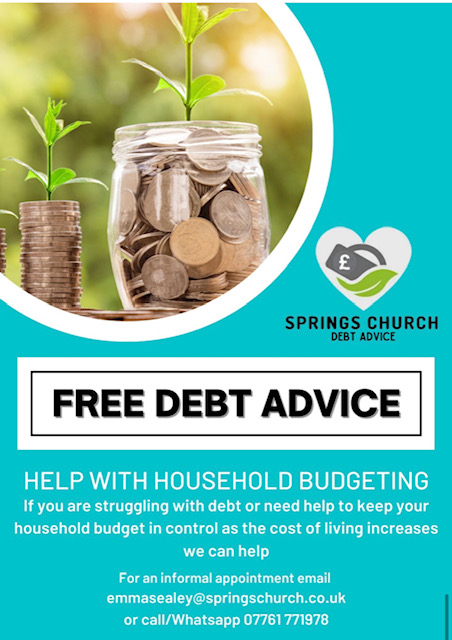 £
SPRINGS CHURCH
DEBT ADVICE
FREE DEBT ADVICE
HELP WITH HOUSEHOLD BUDGETING
If you are struggling with debt or need help to keep your
household budget in control as the cost of living increases
we can help
For an informal appointment email
emmasealey@springschurch.co.uk
or call/Whatsapp 07761 771978